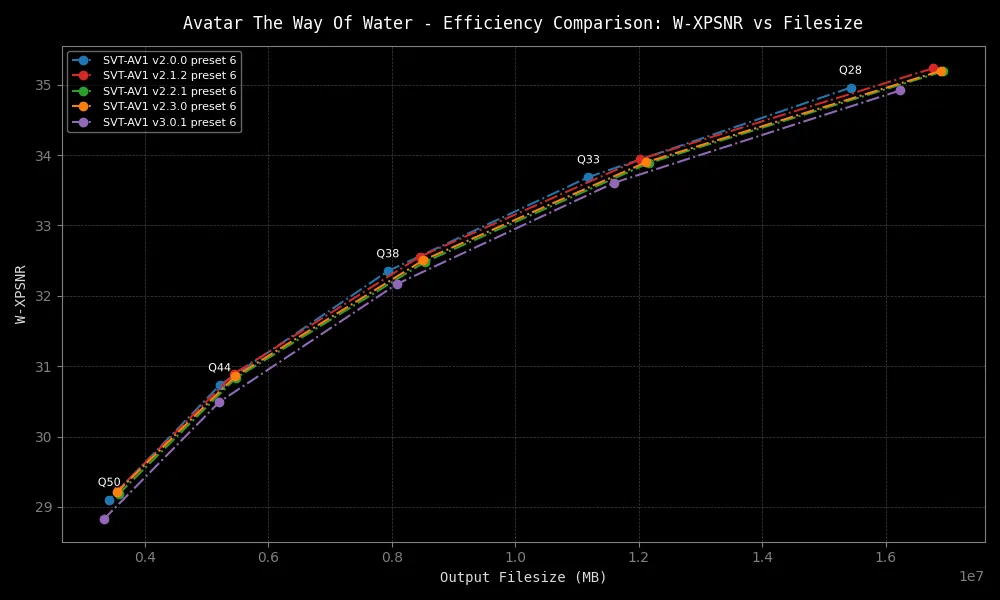 Avatar The Way Of Water - Efficiency Comparison: W-XPSNR vs Filesize
SVT-AV1 v2.0.0 preset 6
SVT-AV1 v2.1.2 preset 6
SVT-AV1 v2.2.1 preset 6
SVT-AV1 v2.3.0 preset 6
SVT-AV1 v3.0.1 preset 6
Q28
Q33
Q38
Q44
Q50
W-XPSNR
35
34
33
32
31
30
29
0.4 0.6 0.8 1.0 1.2 1.4 1.6
1e7
Output Filesize (MB)